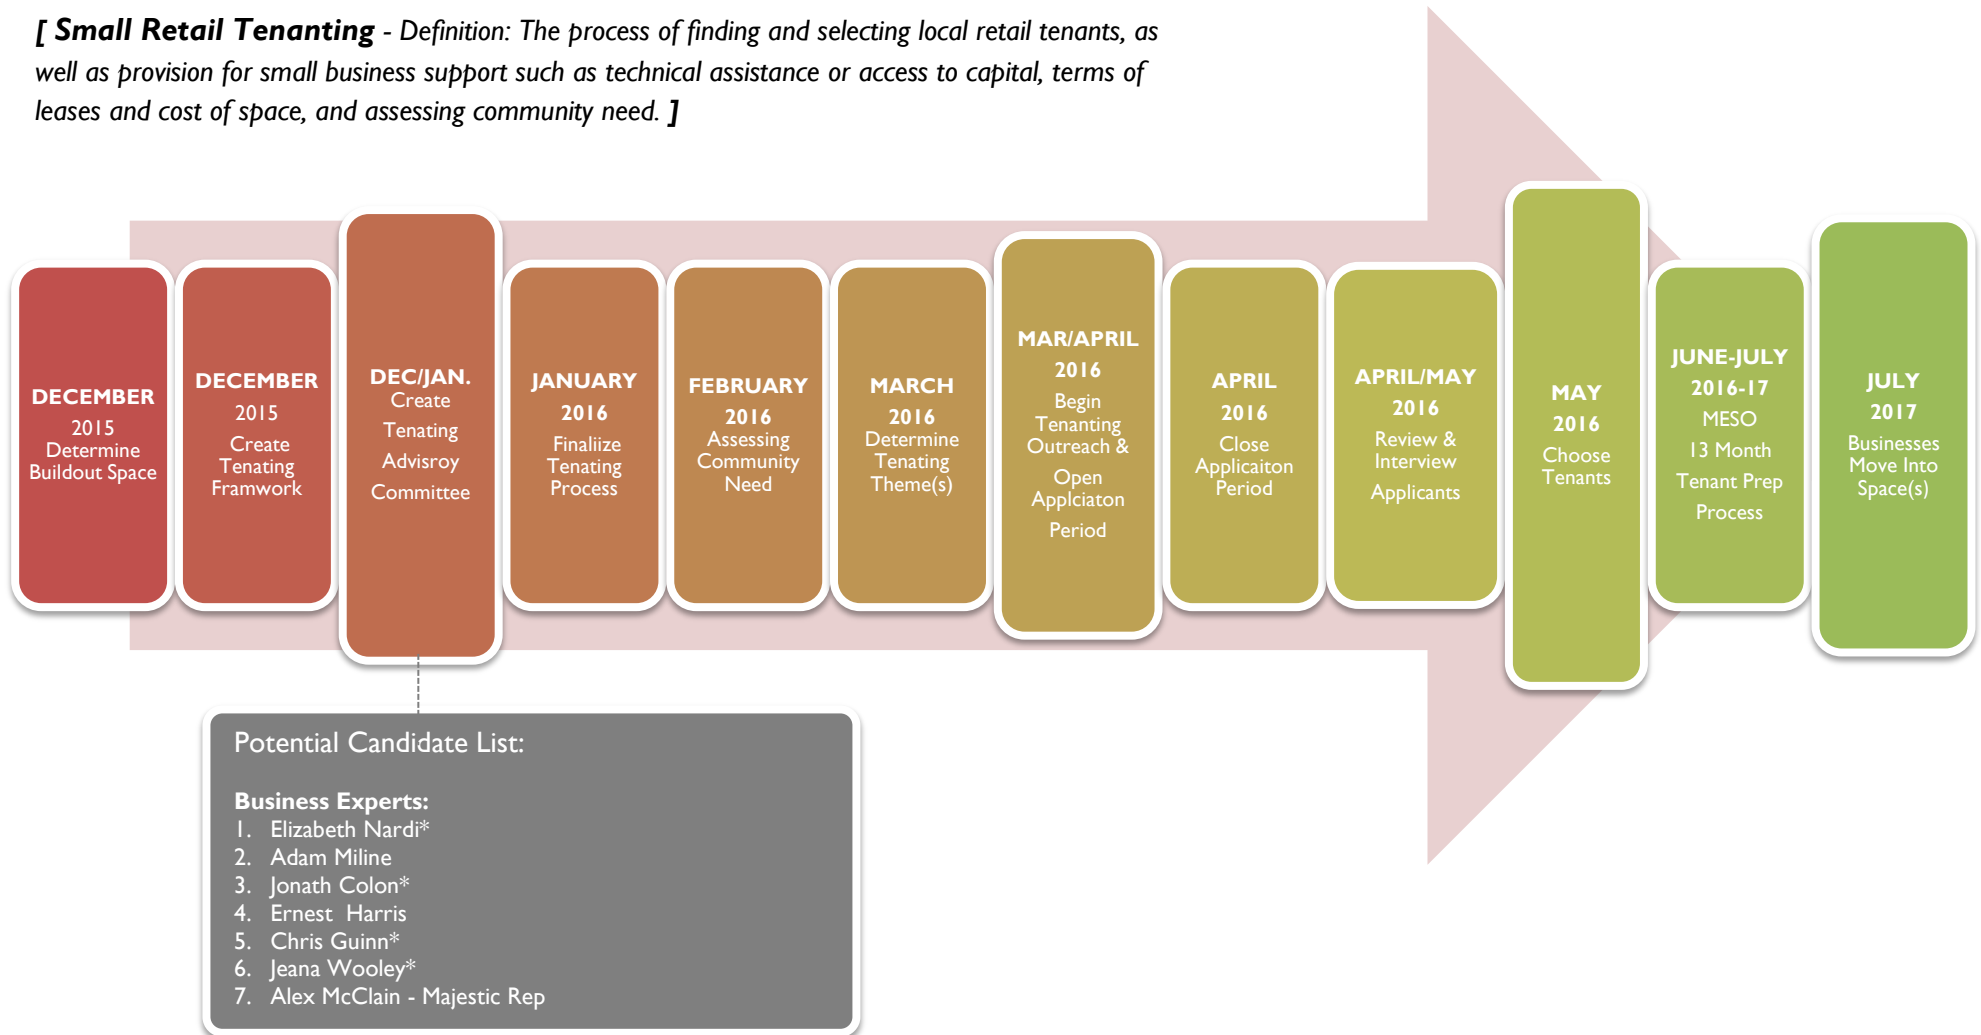 [ Small Retail Tenanting - Definition: The process of finding and selecting local retail tenants, as
well as provision for small business support such as technical assistance or access to capital, terms of
leases and cost of space, and assessing community need. ]
DECEMBER
2015
Determine
Buildout Space
DECEMBER
2015
Create
Tenating
Framwork
DEC/JAN.
Create
Tenating
Advisroy
Committee
JANUARY
2016
Finaliize
Tenating
Process
FEBRUARY
2016
Assessing
Community
Need
MARCH
2016
Determine
Tenating
Theme(s)
MAR/APRIL
2016
Begin
Tenanting
Outreach &
Open
Applciaton
Period
APRIL
2016
Close
Applicaiton
Period
APRIL/MAY
2016
Review &
Interview
Applicants
MAY
2016
Choose
Tenants
JUNE-JULY
2016-17
MESO
13 Month
Tenant Prep
Process
JULY
2017
Businesses
Move Into
Space(s)
Potential Candidate List:
Business Experts:
1. Elizabeth Nardi*
2. Adam Miline
3. Jonath Colon*
4. Ernest  Harris
5. Chris Guinn*
6. Jeana Wooley*
7. Alex McClain - Majestic Rep